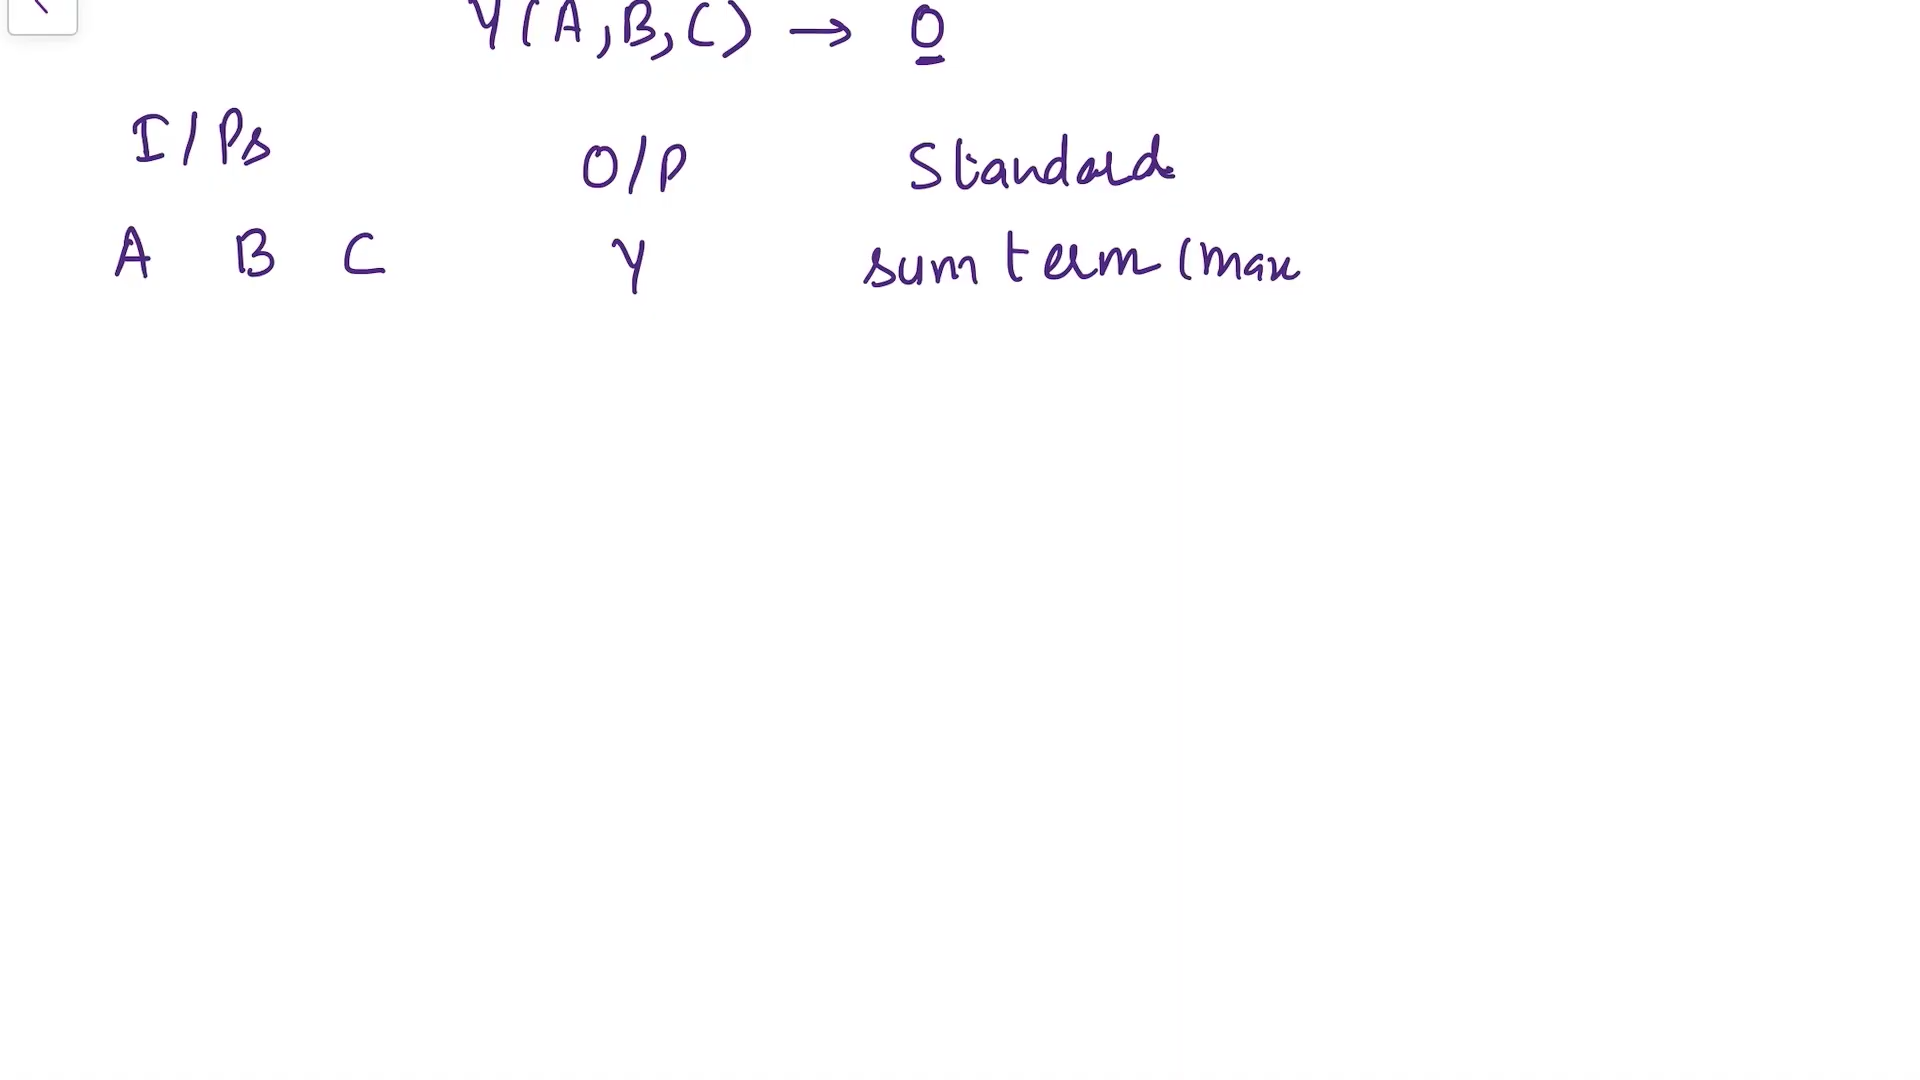 Y(A,B,C) → 0
I/Ps O/P Standard
A B C Y sum term (max